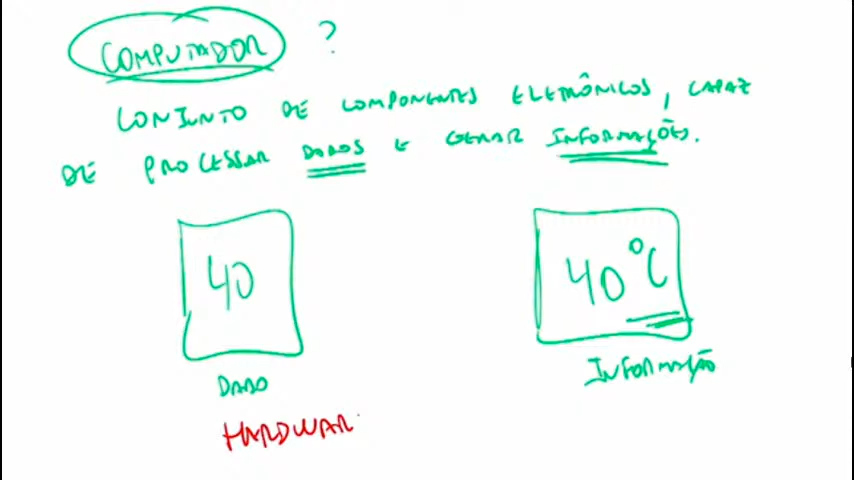 COMPUTADOR ?
CONJUNTO DE COMPONENTES ELETRÔNICOS, CAPAZ
DE PROCESSAR DADOS E GERAR INFORMAÇÕES.
40
40°C
DADO
INFORMAÇÃO
HARDWAR